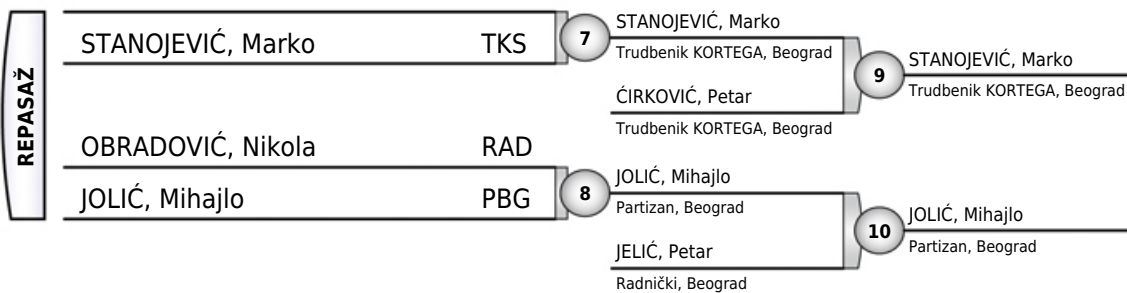 REPASAŽ
STANOJEVIĆ, Marko TKS
OBRADOVIĆ, Nikola RAD
JOLIĆ, Mihajlo PBG
7
8
STANOJEVIĆ, Marko
Trudbenik KORTEGA, Beograd
ĆIRKOVIĆ, Petar
Trudbenik KORTEGA, Beograd
JOLIĆ, Mihajlo
Partizan, Beograd
JELIĆ, Petar
Radnički, Beograd
9
10
STANOJEVIĆ, Marko
Trudbenik KORTEGA, Beograd
JOLIĆ, Mihajlo
Partizan, Beograd